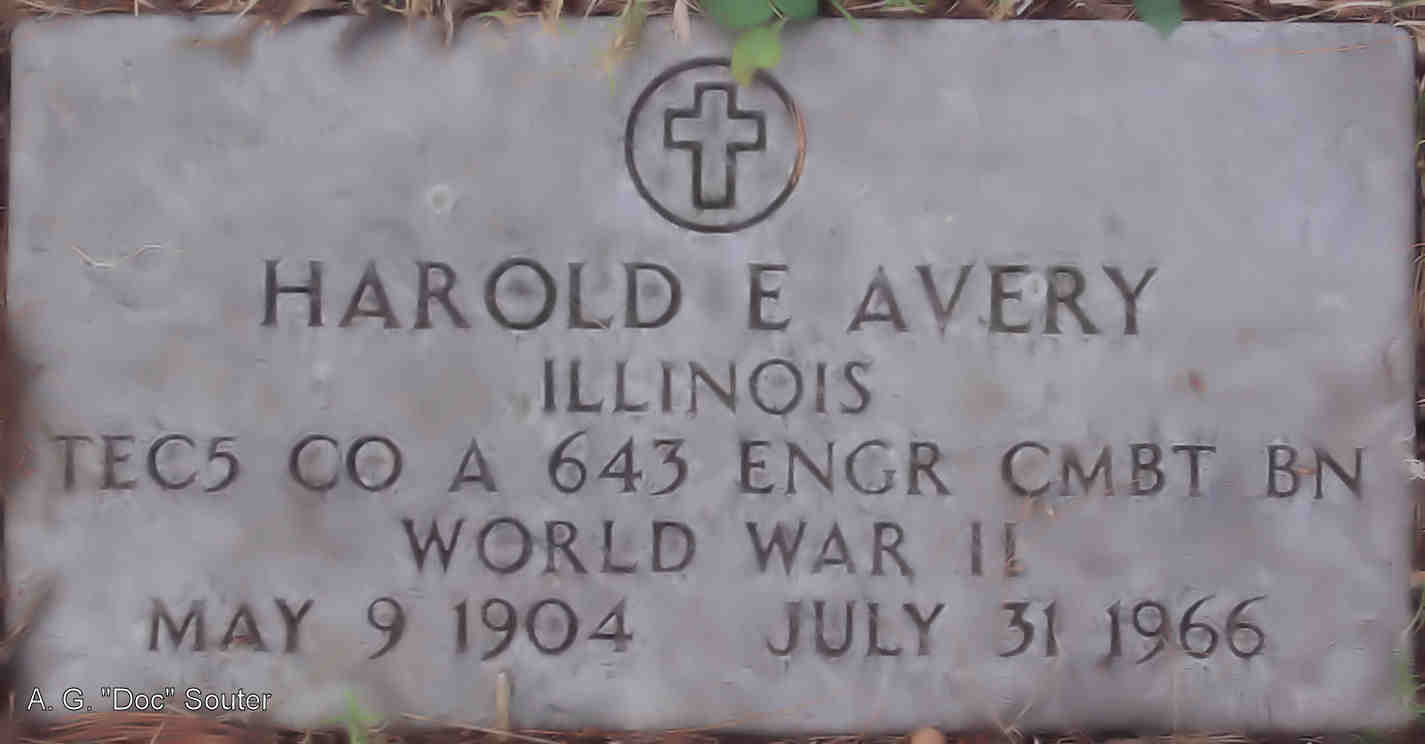 HAROLD E AVERY
ILLINOIS
TEC5 CO A 643 ENGR CMBT BN
WORLD WAR II
MAY 9 1904 JULY 31 1966
A. G. "Doc" Souter